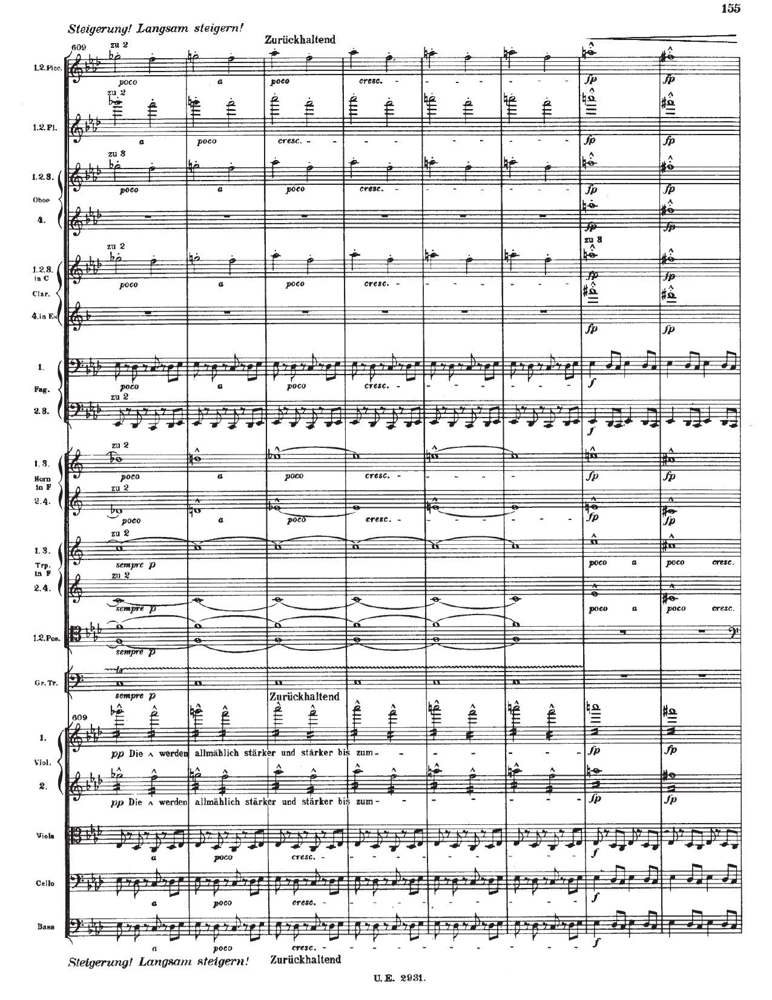 155
Steigerung! Langsam steigern!
Zurückhaltend
609
zu 2
1.2. Picc.
poco a poco cresc. - - - - - - - fp fp
zu 2
1.2. Fl.
a poco cresc. - - - - - - - fp fp
zu 3
1.2.3.
poco a poco cresc. - - - - - - - fp fp
Oboe
4.
fp fp
zu 2
zu 3
1.2.3.
in C
poco a poco cresc. - - - - - - - fp fp
Clar.
4. in Es
fp fp
1.
poco a poco cresc. - - - - - - - f
Fag.
zu 2
2.3.
f
zu 2
1.3.
poco a poco cresc. - - - - - - fp fp
Horn
in F
zu 2
2.4.
poco a poco cresc. - - - - - - fp fp
zu 2
1.3.
sempre p poco a poco cresc.
Trp.
in F
zu 2
2.4.
sempre p poco a poco cresc.
1.2. Pos.
sempre p
tr
Gr. Tr.
sempre p
Zurückhaltend
609
1.
pp Die ^ werden allmählich stärker und stärker bis zum - - - - - - - fp fp
Viol.
2.
pp Die ^ werden allmählich stärker und stärker bis zum - - - - - - - fp fp
Viola
a poco cresc. - - - - - - - f
Cello
a poco cresc. - - - - - - - f
Bass
a poco cresc. - - - - - - - f
Steigerung! Langsam steigern!
Zurückhaltend
U. E. 2931.